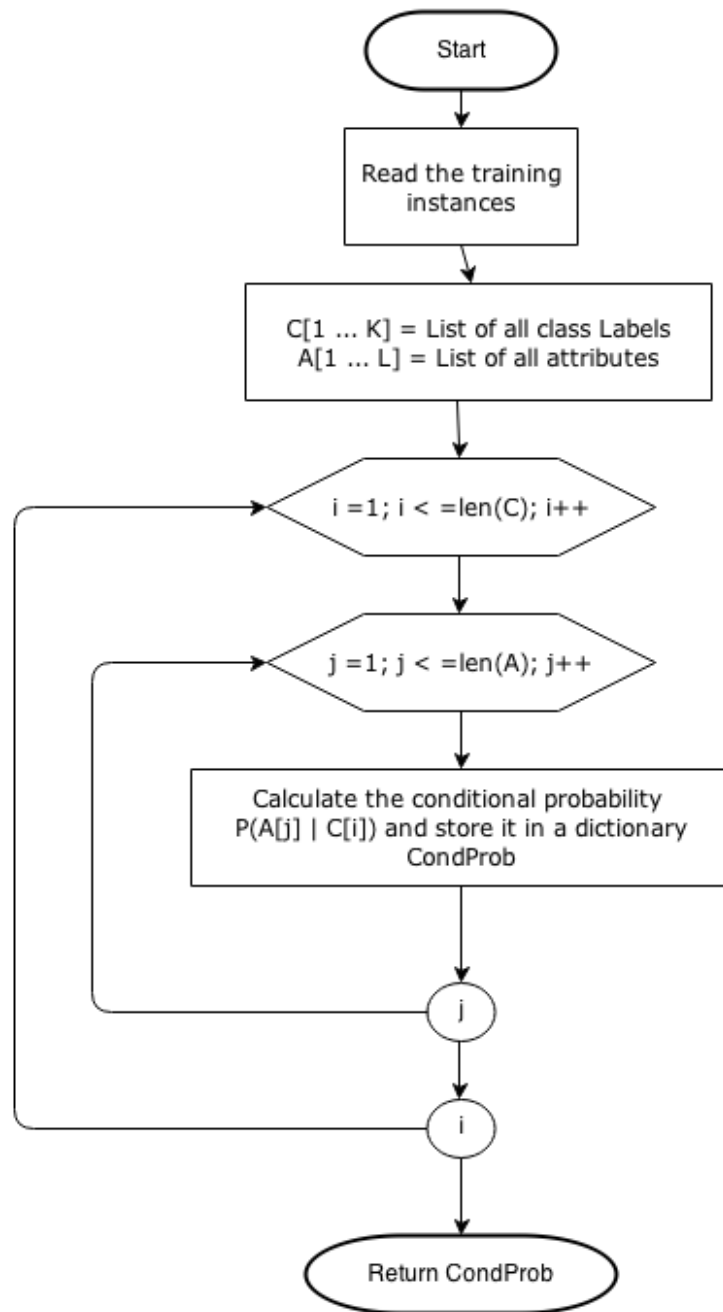 Start
Read the training
instances
C[1 ... K] = List of all class Labels
A[1 ... L] = List of all attributes
i =1; i < =len(C); i++
j =1; j < =len(A); j++
Calculate the conditional probability
P(A[j] | C[i]) and store it in a dictionary
CondProb
j
i
Return CondProb